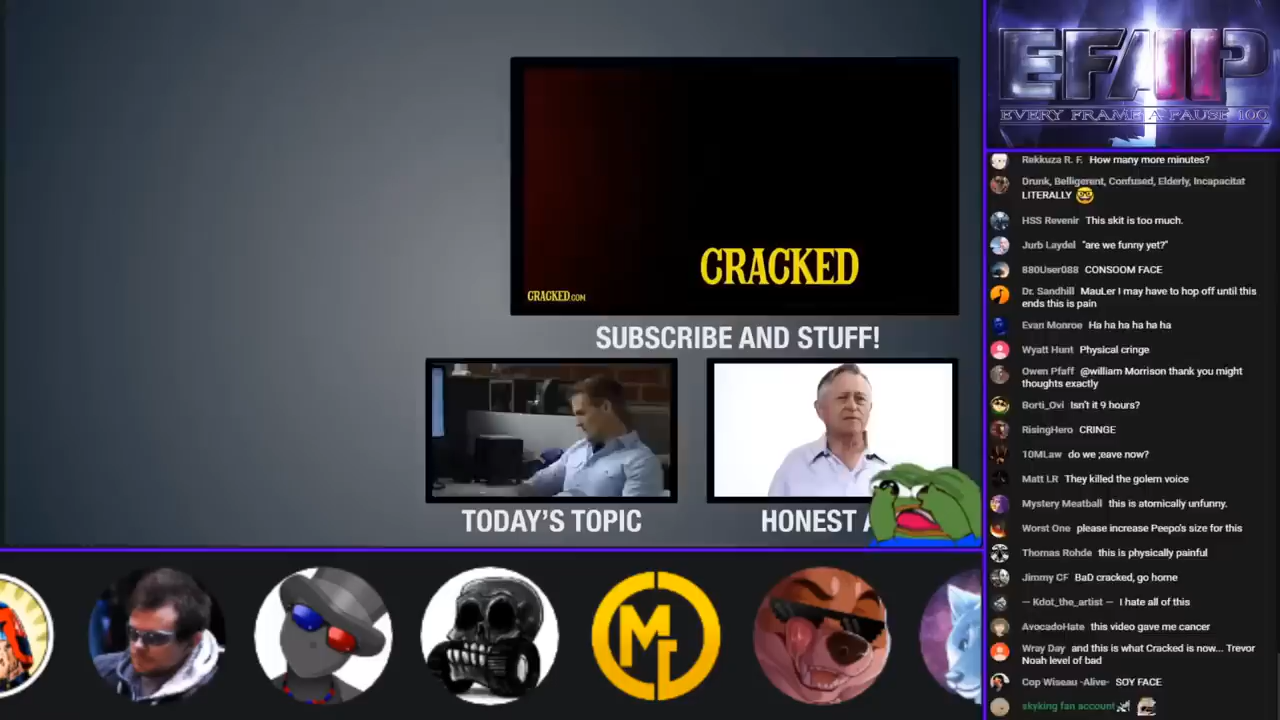 CRACKED
CRACKED.COM
SUBSCRIBE AND STUFF!
TODAY'S TOPIC
HONEST A
EFAP
EVERY FRAME A PAUSE 100
Rekkuza R. F. How many more minutes?
Drunk, Belligerent, Confused, Elderly, Incapacitat
LITERALLY
HSS Revenir This skit is too much.
Jurb Laydel "are we funny yet?"
880User088 CONSOOM FACE
Dr. Sandhill MauLer I may have to hop off until this
ends this is pain
Evan Monroe Ha ha ha ha ha ha
Wyatt Hunt Physical cringe
Owen Pfaff @william Morrison thank you might
thoughts exactly
Borti_Ovi Isn't it 9 hours?
RisingHero CRINGE
10MLaw do we ;eave now?
Matt LR They killed the golem voice
Mystery Meatball this is atomically unfunny.
Worst One please increase Peepo's size for this
Thomas Rohde this is physically painful
Jimmy CF BaD cracked, go home
— Kdot_the_artist — I hate all of this
AvocadoHate this video gave me cancer
Wray Day and this is what Cracked is now... Trevor
Noah level of bad
Cop Wiseau -Alive- SOY FACE
skyking fan account